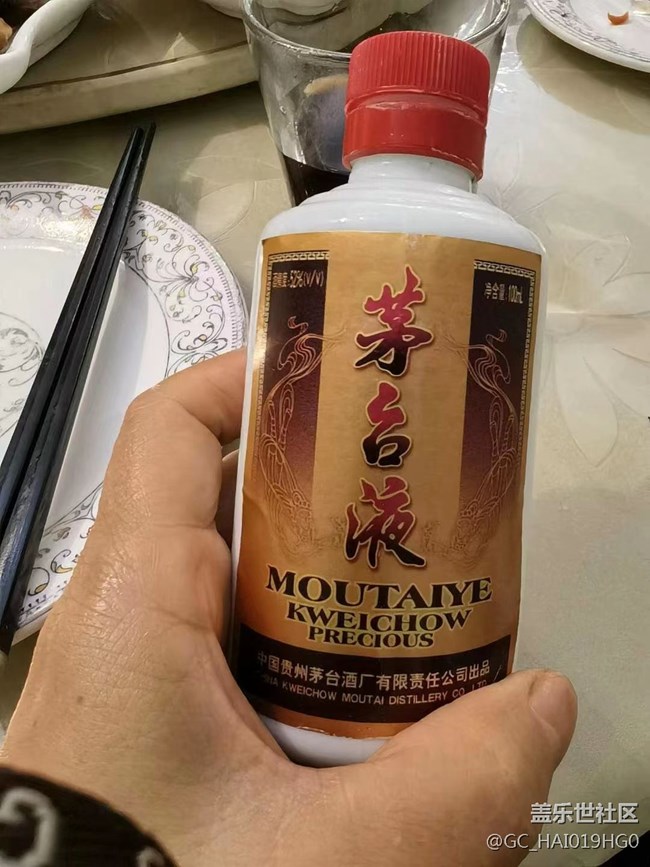 酒精度:52%(V/V)
净含量:100mL
茅台液
MOUTAIYE
KWEICHOW
PRECIOUS
中国贵州茅台酒厂有限责任公司出品
CHINA KWEICHOW MOUTAI DISTILLERY CO.,LTD
盖乐世社区
@GC_HAI019HG0